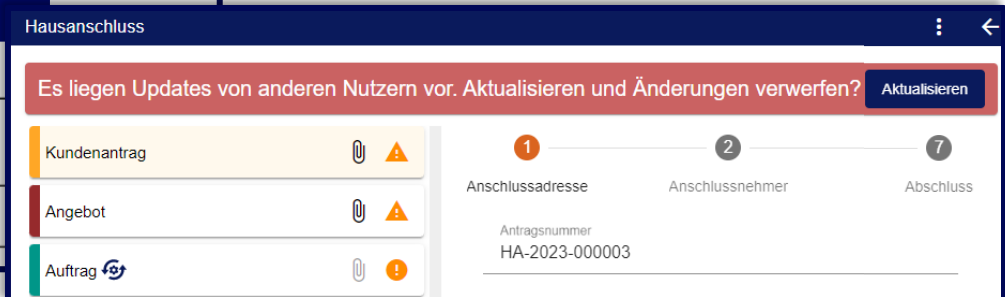 Hausanschluss
Es liegen Updates von anderen Nutzern vor. Aktualisieren und Änderungen verwerfen?
Aktualisieren
Kundenantrag
Angebot
Auftrag
1
2
7
Anschlussadresse
Anschlussnehmer
Abschluss
Antragsnummer
HA-2023-000003